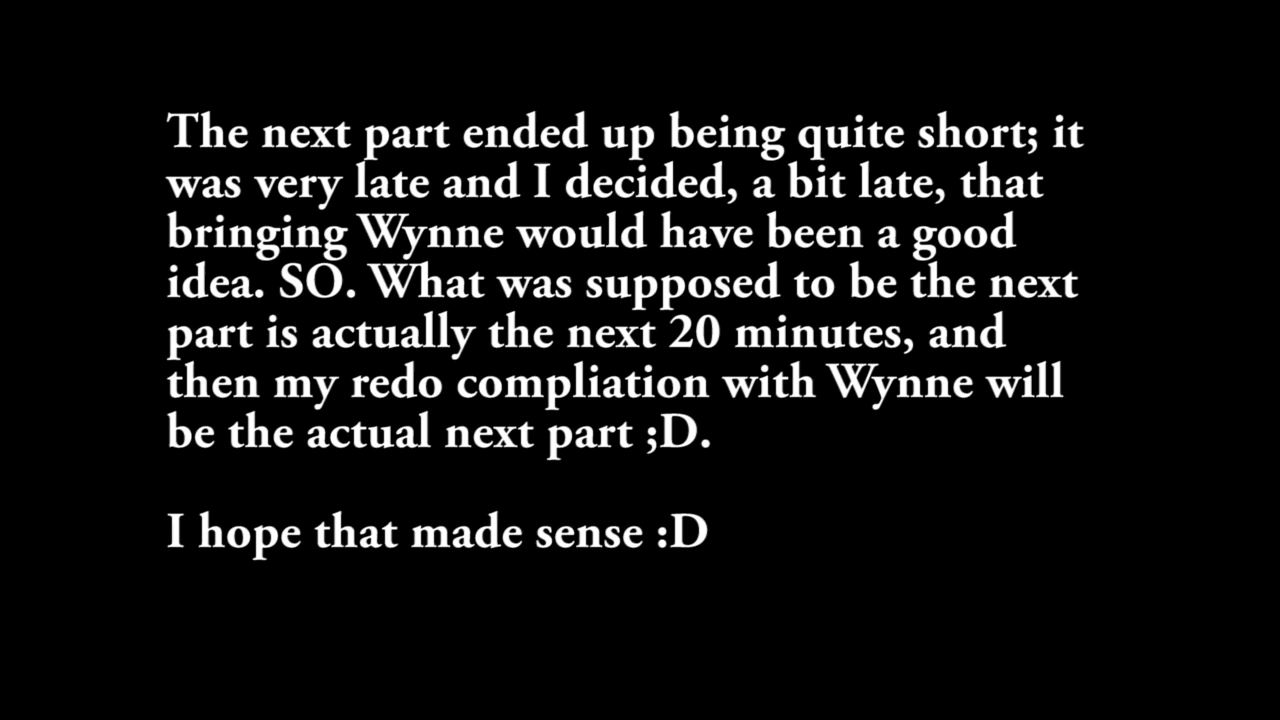 The next part ended up being quite short; it
was very late and I decided, a bit late, that
bringing Wynne would have been a good
idea. SO. What was supposed to be the next
part is actually the next 20 minutes, and
then my redo compliation with Wynne will
be the actual next part ;D.
I hope that made sense :D